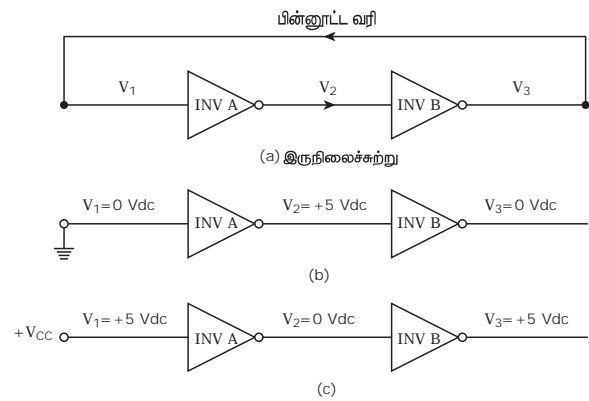 பின்னூட்ட வரி
V₁ V₂ V₃
INV A INV B
(a) இருநிலைச்சுற்று
V₁=0 Vdc V₂= +5 Vdc V₃=0 Vdc
INV A INV B
(b)
V₁= +5 Vdc V₂=0 Vdc V₃= +5 Vdc
+V_CC INV A INV B
(c)